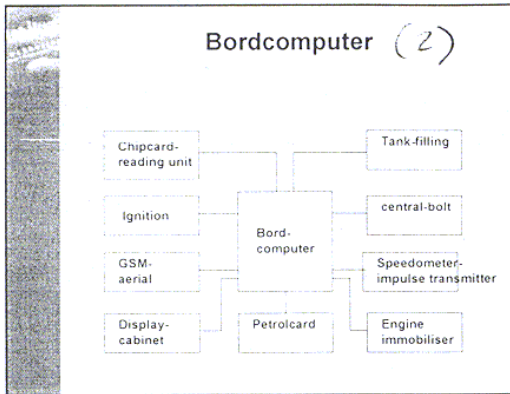 Bordcomputer (2)
Chipcard-
reading unit
Tank-filling
Ignition
Bord-
computer
central-bolt
GSM-
aerial
Speedometer-
impulse transmitter
Display-
cabinet
Petrolcard
Engine
immobiliser